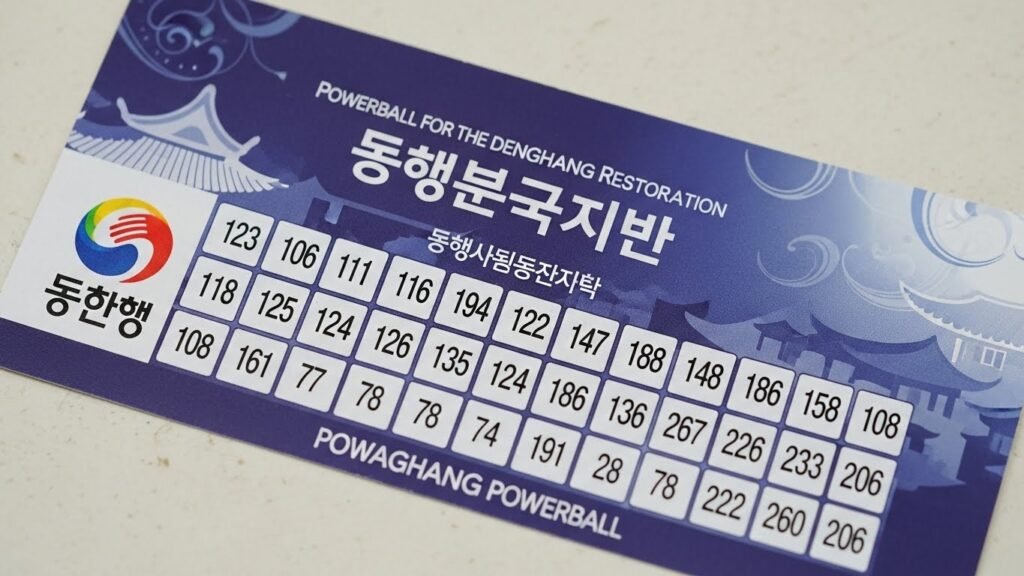 POWERBALL FOR THE DENGHANG RESTORATION
동행분국지반
동행사됨동잔자탁
동한행
123 106 111 116 194 122 147 188 148 186 158 108
118 125 124 126 135 124 186 136 267 226 233 206
108 161 77 78 78 74 191 28 78 222 260 206
POWAGHANG POWERBALL